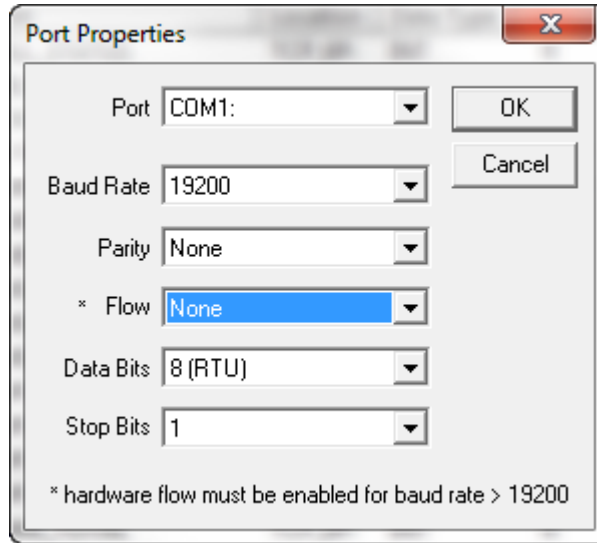 Port Properties
Port COM1: OK
Cancel
Baud Rate 19200
Parity None
* Flow None
Data Bits 8 (RTU)
Stop Bits 1
* hardware flow must be enabled for baud rate > 19200